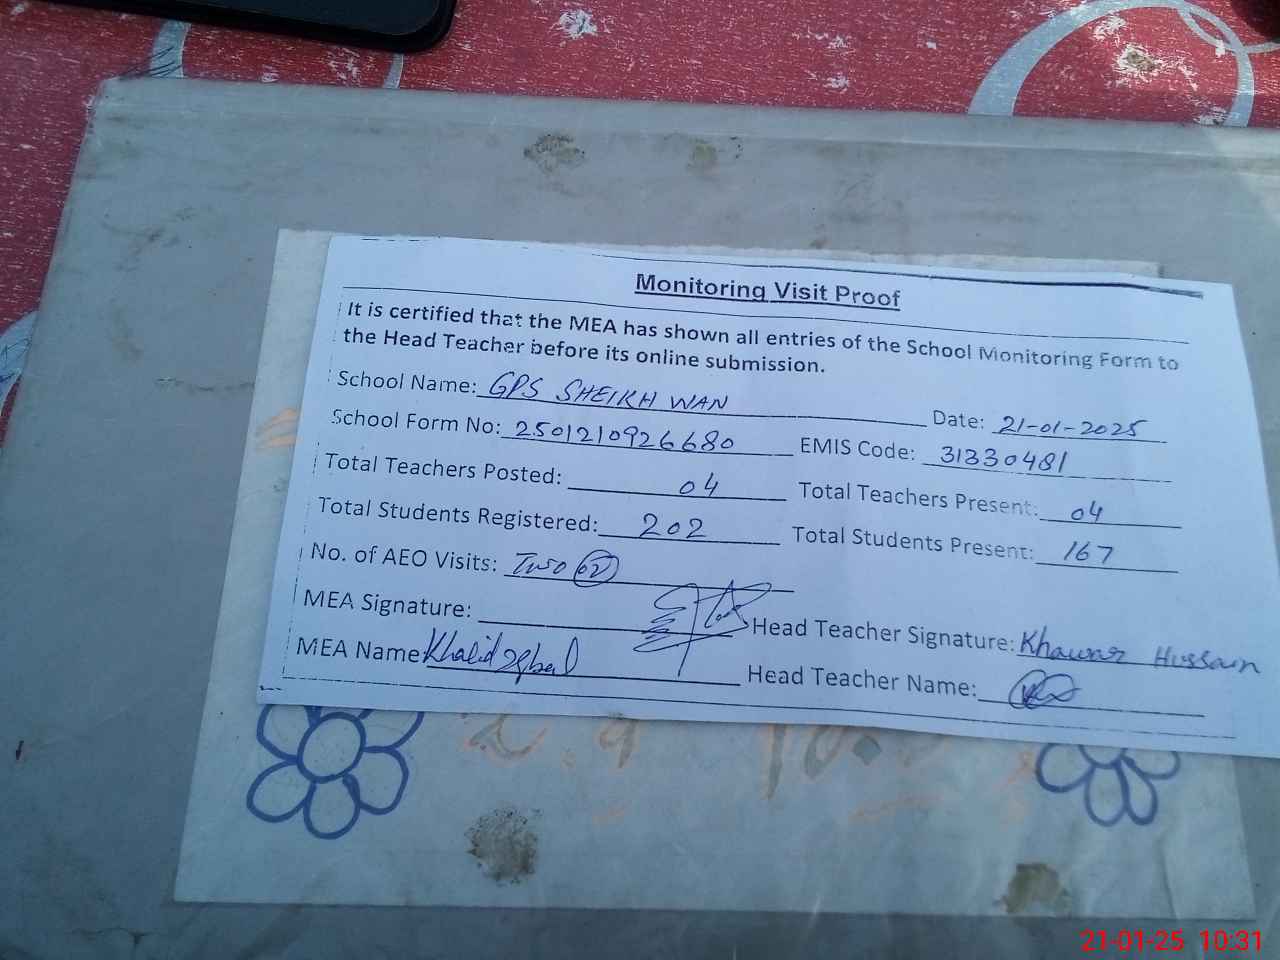 Monitoring Visit Proof
It is certified that the MEA has shown all entries of the School Monitoring Form to
the Head Teacher before its online submission.
School Name: GPS SHEIKH WAN Date: 21-01-2025
School Form No: 2501210926680 EMIS Code: 31330481
Total Teachers Posted: 04 Total Teachers Present: 04
Total Students Registered: 202 Total Students Present: 167
No. of AEO Visits: Two 02
MEA Signature: Head Teacher Signature: Khawar Hussain
MEA Name: Khalid Iqbal Head Teacher Name:
21-01-25 10:31